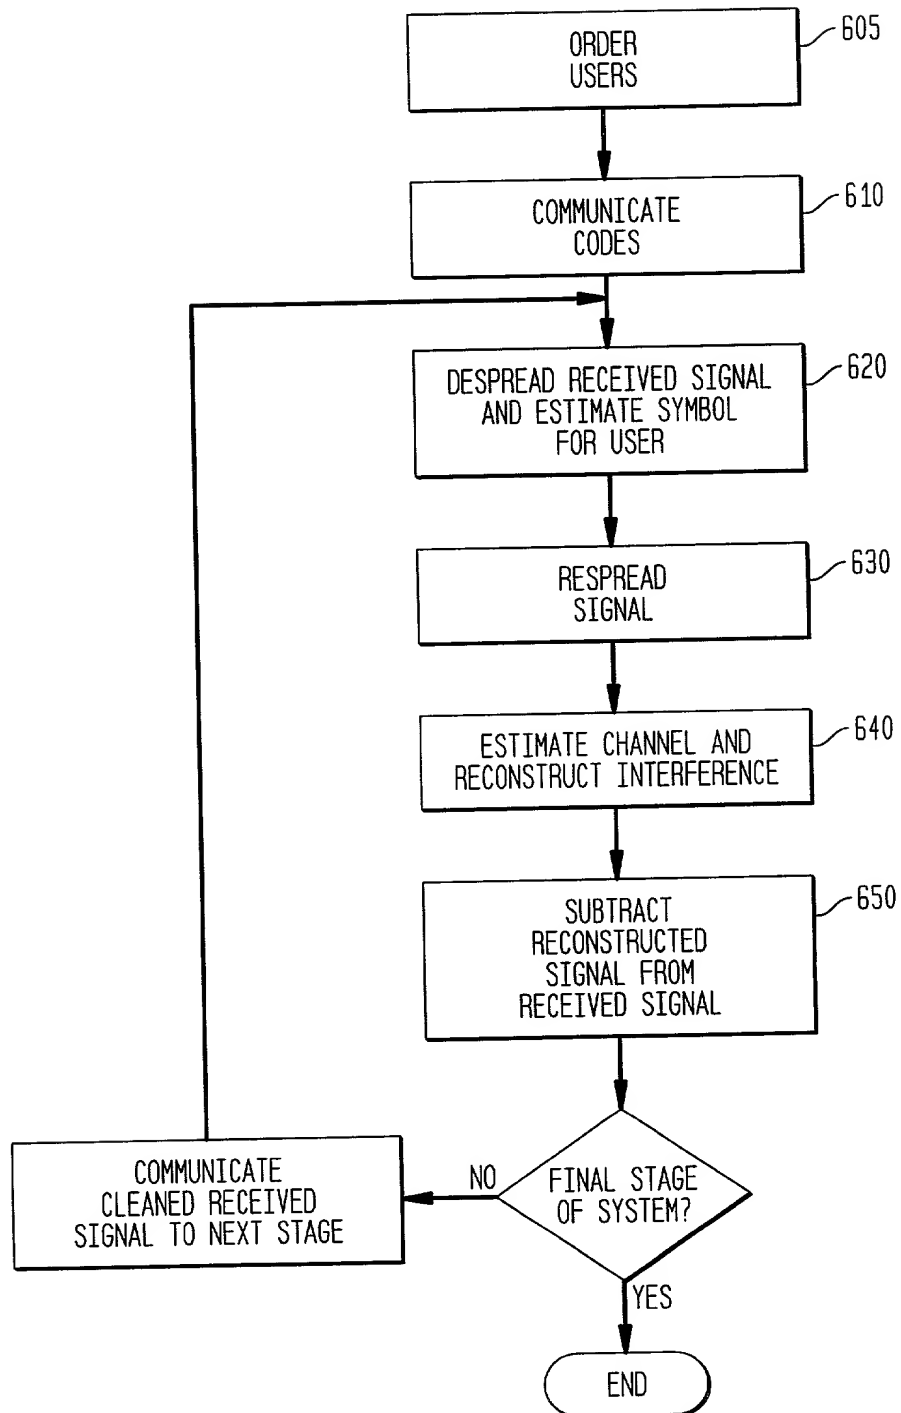 ORDER
USERS
605
COMMUNICATE
CODES
610
DESPREAD RECEIVED SIGNAL
AND ESTIMATE SYMBOL
FOR USER
620
RESPREAD
SIGNAL
630
ESTIMATE CHANNEL AND
RECONSTRUCT INTERFERENCE
640
SUBTRACT
RECONSTRUCTED
SIGNAL FROM
RECEIVED SIGNAL
650
FINAL STAGE
OF SYSTEM?
NO
COMMUNICATE
CLEANED RECEIVED
SIGNAL TO NEXT STAGE
YES
END